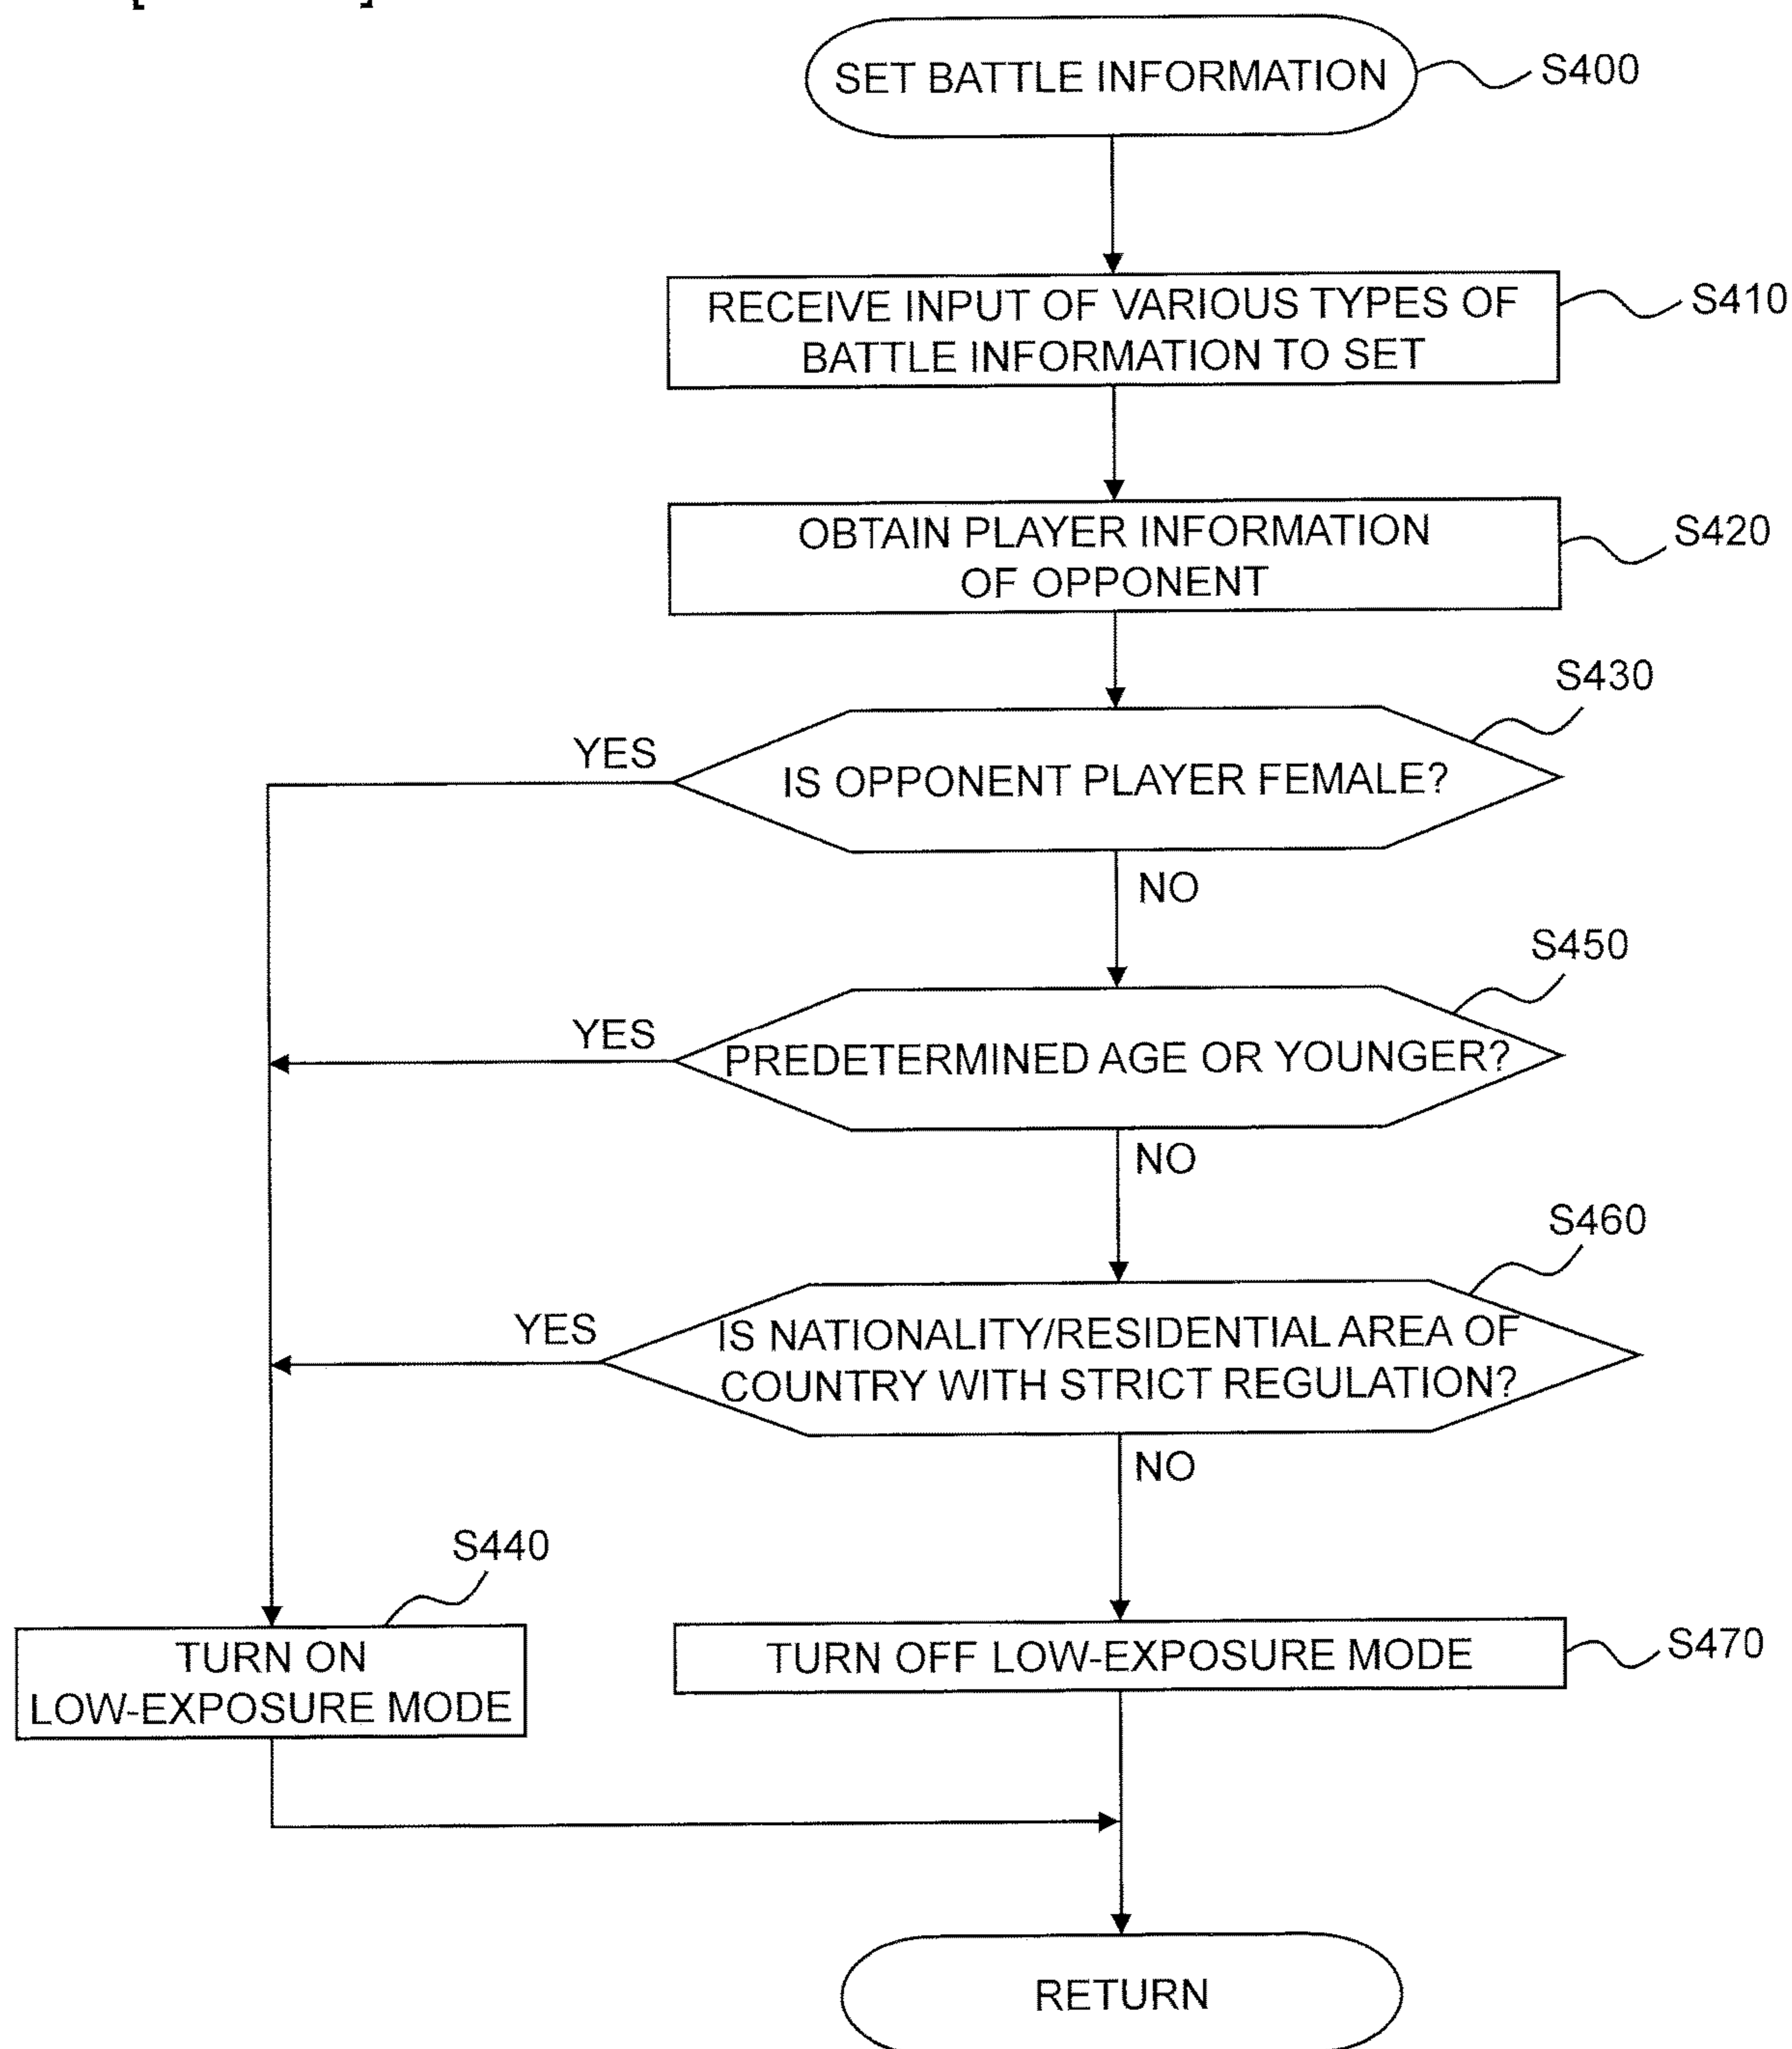 SET BATTLE INFORMATION
S400
RECEIVE INPUT OF VARIOUS TYPES OF
BATTLE INFORMATION TO SET
S410
OBTAIN PLAYER INFORMATION
OF OPPONENT
S420
S430
YES
IS OPPONENT PLAYER FEMALE?
NO
S450
YES
PREDETERMINED AGE OR YOUNGER?
NO
S460
YES
IS NATIONALITY/RESIDENTIAL AREA OF
COUNTRY WITH STRICT REGULATION?
NO
S440
TURN ON
LOW-EXPOSURE MODE
TURN OFF LOW-EXPOSURE MODE
S470
RETURN